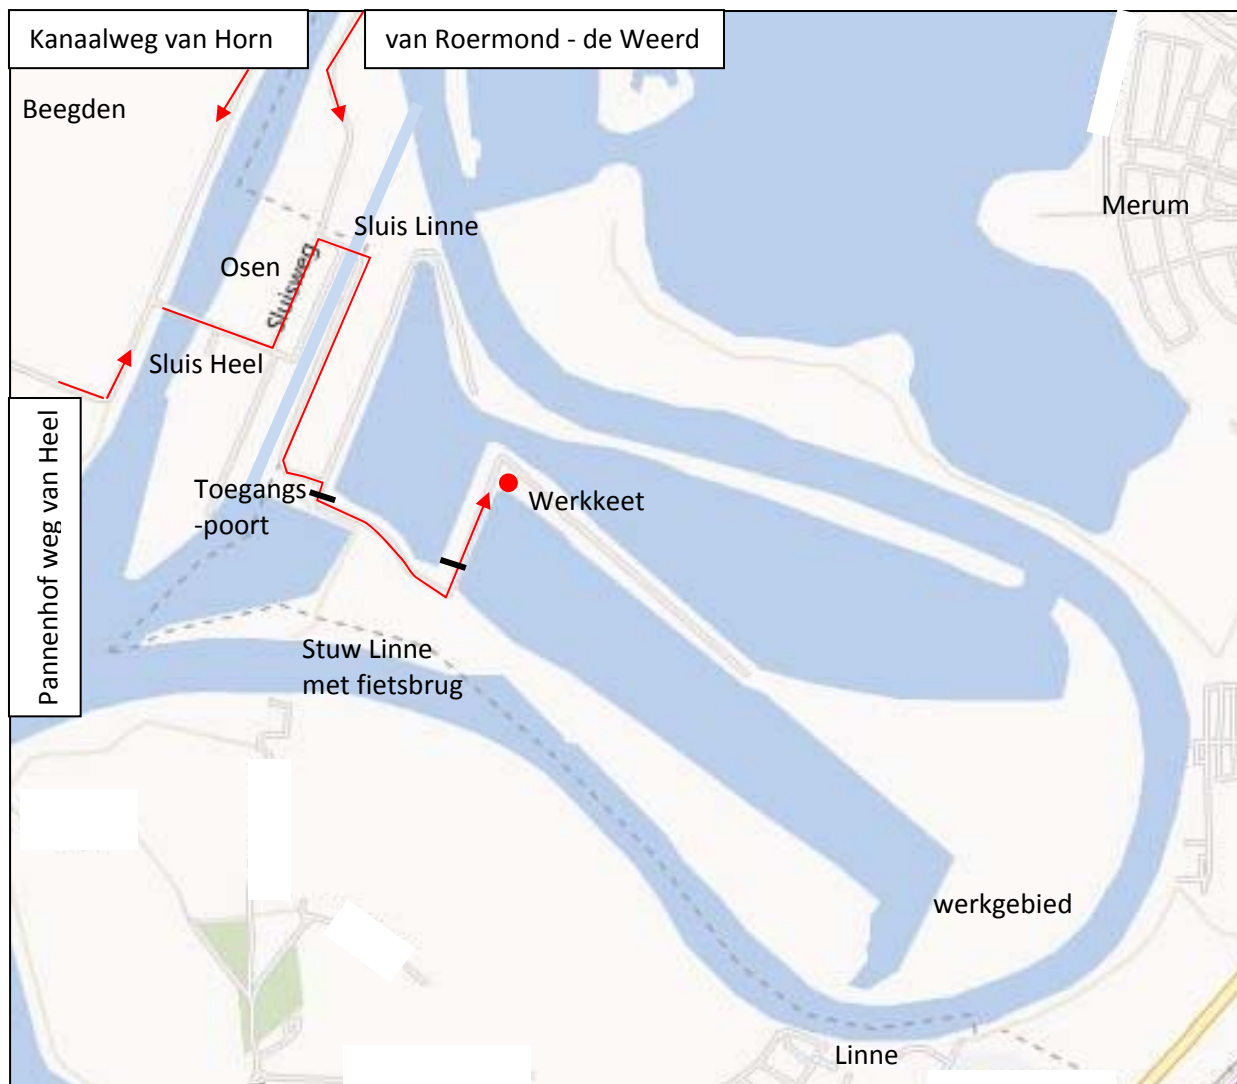 Kanaalweg van Horn
van Roermond - de Weerd
Beegden
Merum
Sluis Linne
Osen
Sluisweg
Sluis Heel
Pannenhof weg van Heel
Toegangs
-poort
Werkkeet
Stuw Linne
met fietsbrug
werkgebied
Linne